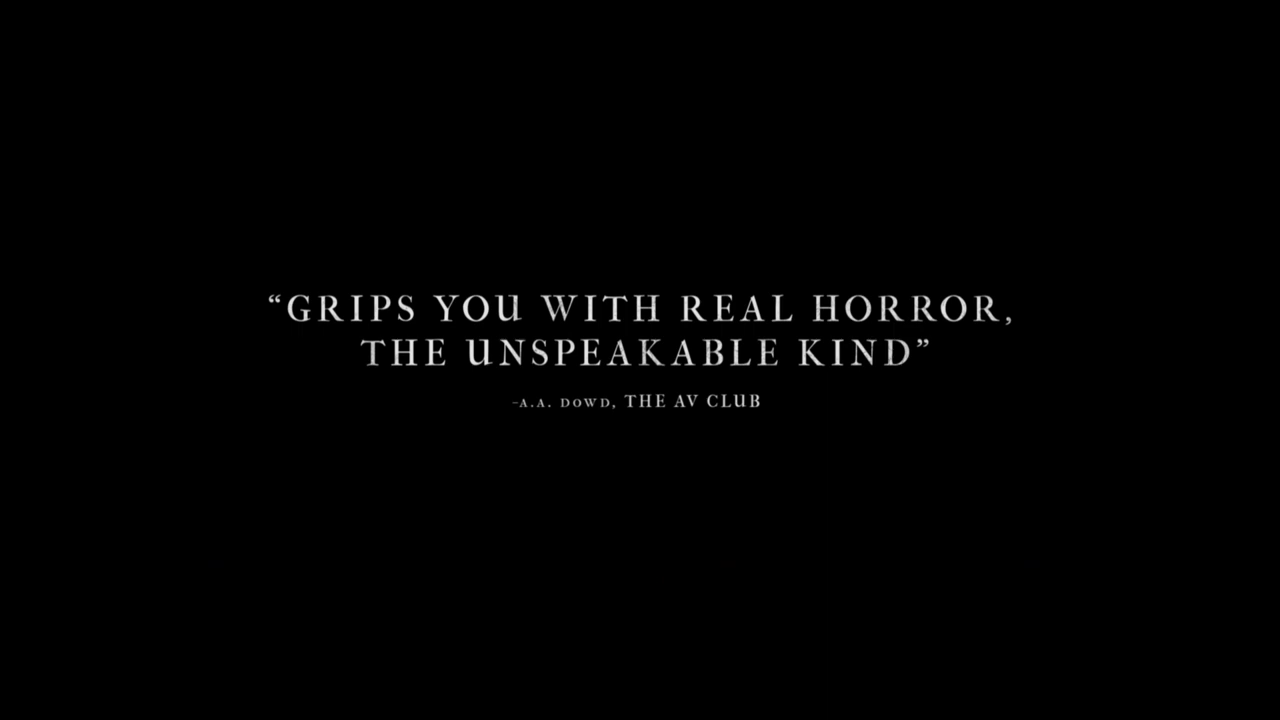 “GRIPS YOU WITH REAL HORROR,
THE UNSPEAKABLE KIND”
-A.A. DOWD, THE AV CLUB